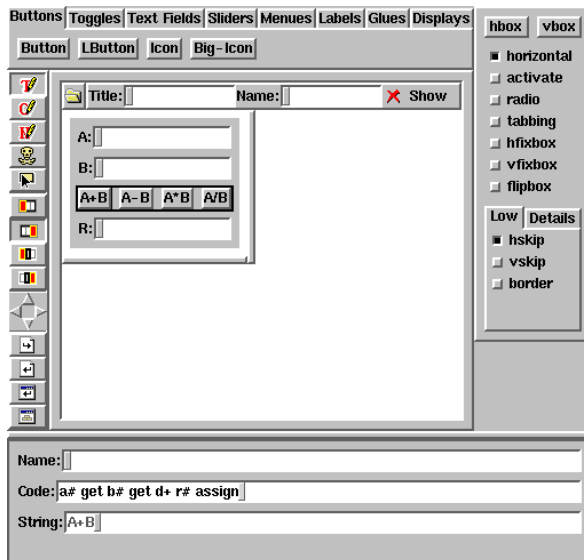 Buttons Toggles Text Fields Sliders Menues Labels Glues Displays
Button LButton Icon Big-Icon
hbox vbox
horizontal
activate
radio
tabbing
hfixbox
vfixbox
flipbox
Low Details
hskip
vskip
border
Title: Name: Show
A:
B:
A+B A-B A*B A/B
R:
Name:
Code: a# get b# get d+ r# assign
String: A+B